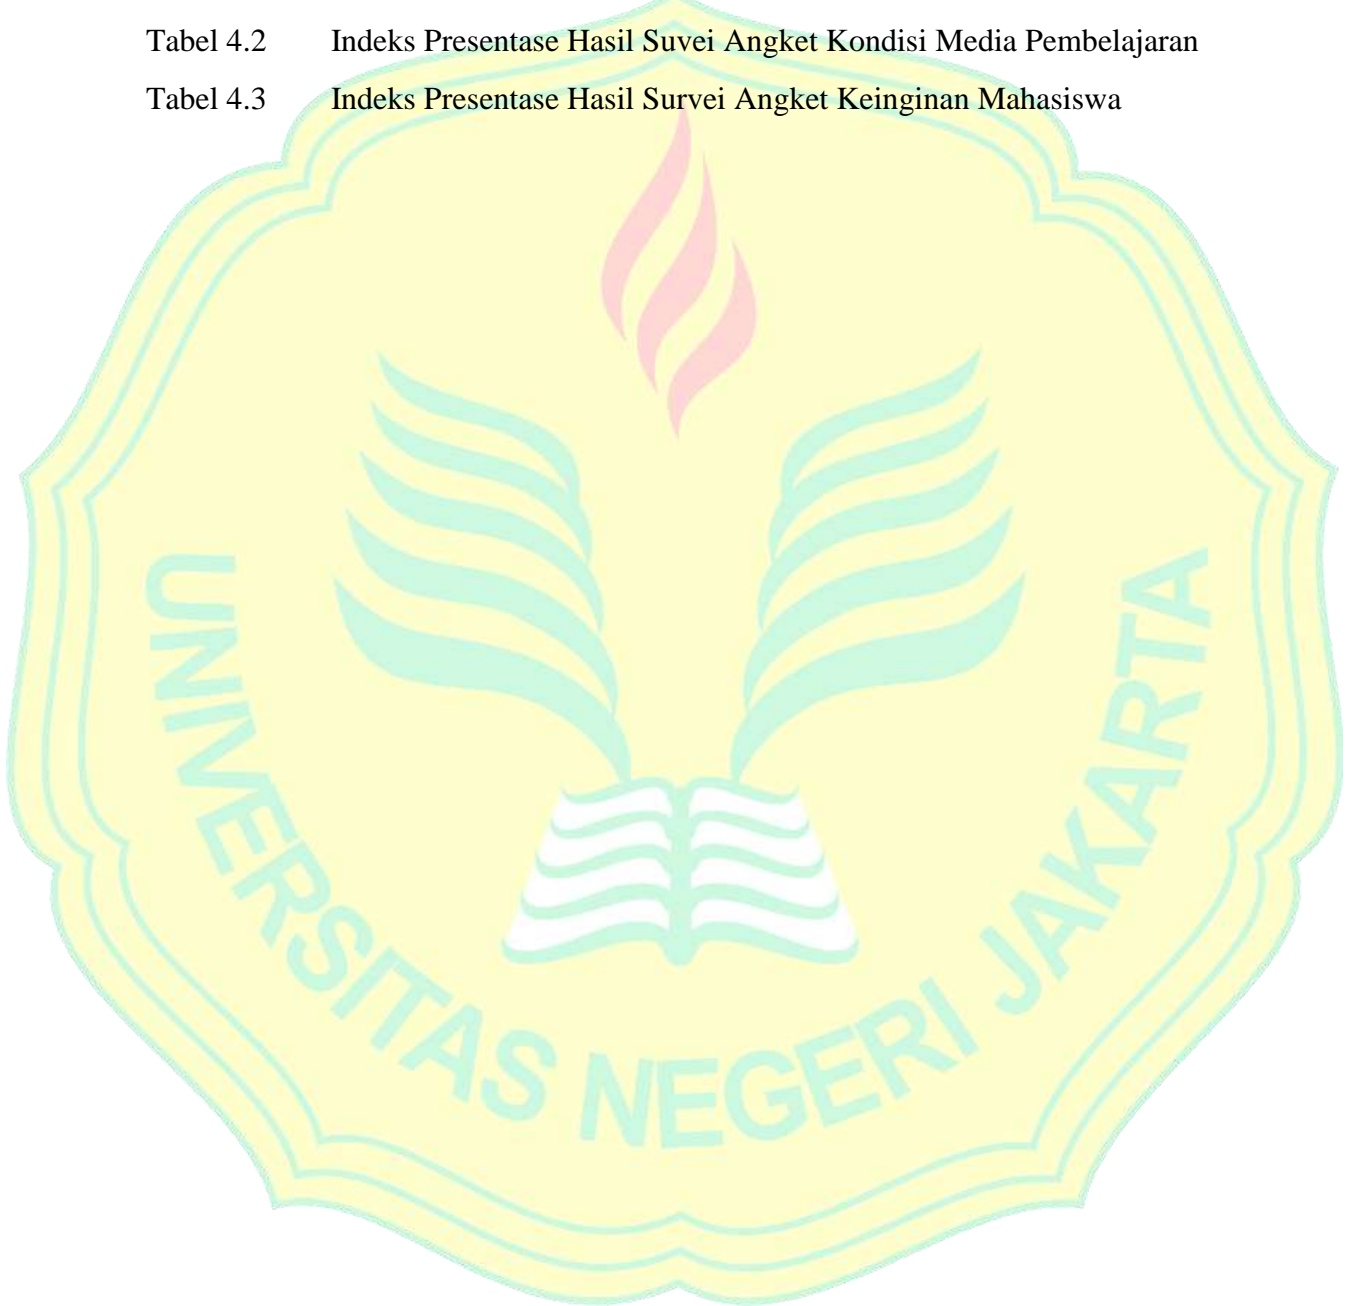 Tabel 4.2 Indeks Presentase Hasil Suvei Angket Kondisi Media Pembelajaran
Tabel 4.3 Indeks Presentase Hasil Survei Angket Keinginan Mahasiswa
UNIVERSITAS NEGERI JAKARTA